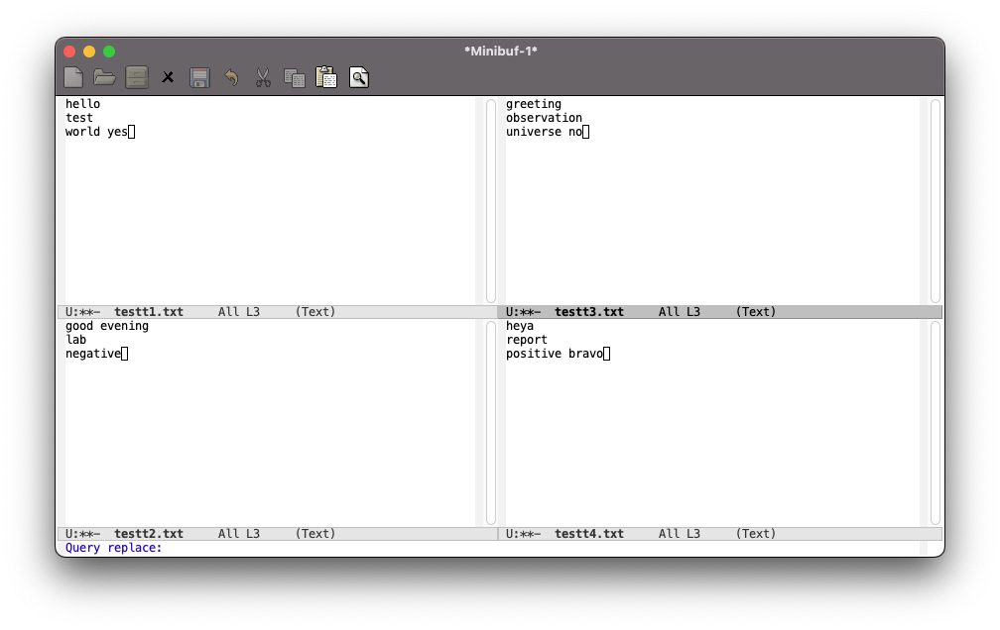 *Minibuf-1*
hello
test
world yes
U:**-  testt1.txt     All L3     (Text)
greeting
observation
universe no
U:**-  testt3.txt     All L3     (Text)
good evening
lab
negative
U:**-  testt2.txt     All L3     (Text)
heya
report
positive bravo
U:**-  testt4.txt     All L3     (Text)
Query replace: